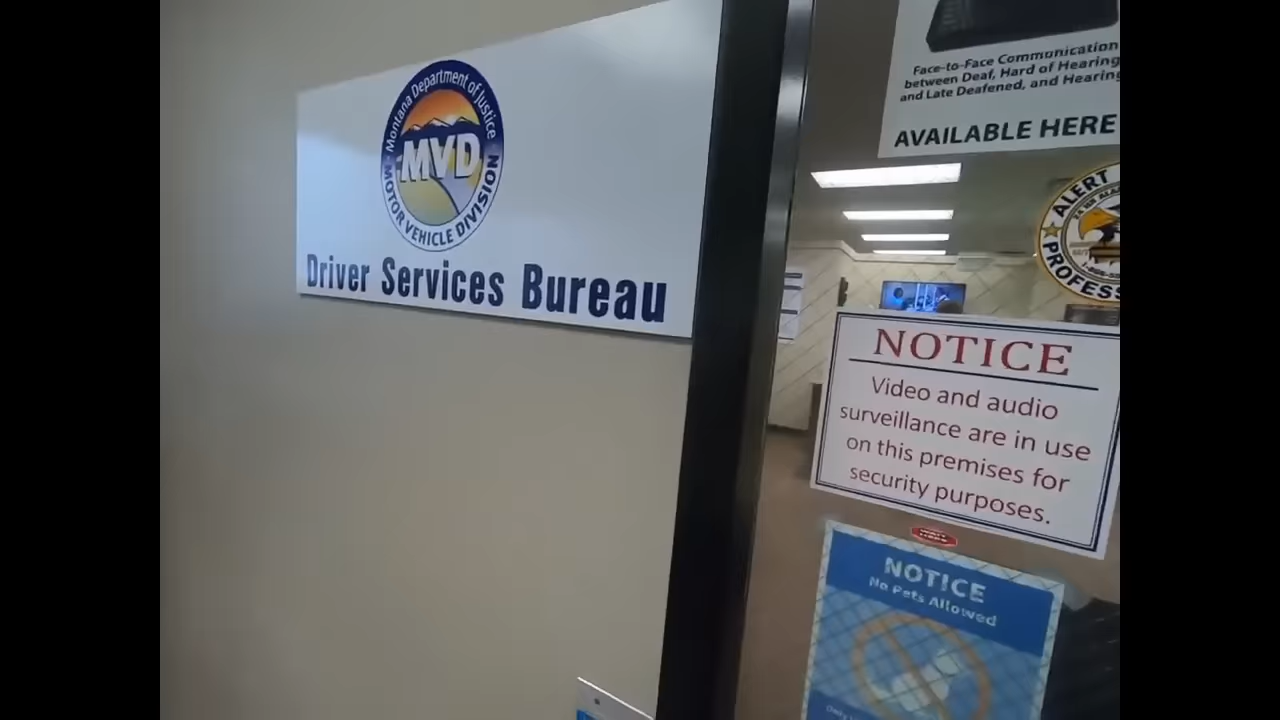 Montana Department of Justice
MVD
MOTOR VEHICLE DIVISION
Driver Services Bureau
Face-to-Face Communication
between Deaf, Hard of Hearing
and Late Deafened, and Hearing
AVAILABLE HERE
ALERT
PROFESS
NOTICE
Video and audio
surveillance are in use
on this premises for
security purposes.
NOTICE
No Pets Allowed